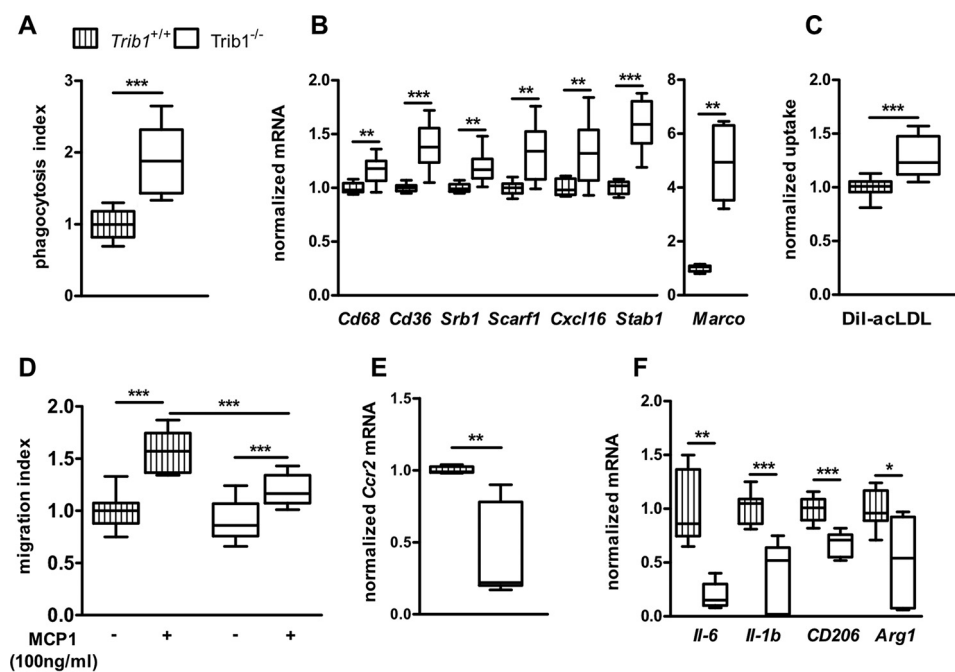 A
Trib1+/+ Trib1-/-
phagocytosis index
3
2
1
0
***
B
normalized mRNA
2.0
1.5
1.0
0.5
0.0
** *** ** ** ** ***
Cd68 Cd36 Srb1 Scarf1 Cxcl16 Stab1
8
6
4
2
0
**
Marco
C
normalized uptake
2.0
1.5
1.0
0.5
0.0
***
DiI-acLDL
D
migration index
2.0
1.5
1.0
0.5
0.0
*** *** ***
MCP1 - + - +
(100ng/ml)
E
normalized Ccr2 mRNA
1.5
1.0
0.5
0.0
**
F
normalized mRNA
2.0
1.5
1.0
0.5
0.0
** *** *** *
Il-6 Il-1b CD206 Arg1